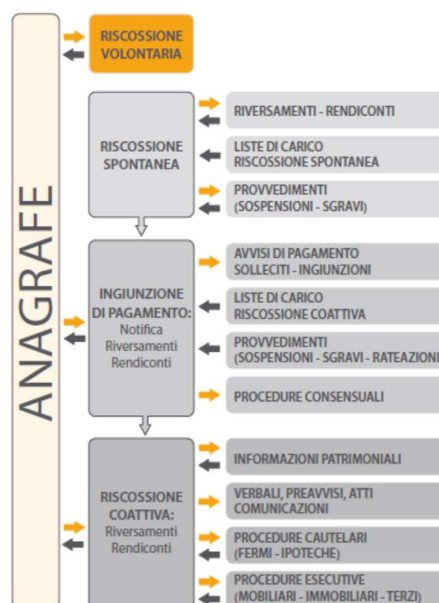 ANAGRAFE
RISCOSSIONE
VOLONTARIA
RISCOSSIONE
SPONTANEA
RIVERSAMENTI - RENDICONTI
LISTE DI CARICO
RISCOSSIONE SPONTANEA
PROVVEDIMENTI
(SOSPENSIONI - SGRAVI)
INGIUNZIONE
DI PAGAMENTO:
Notifica
Riversamenti
Rendiconti
AVVISI DI PAGAMENTO
SOLLECITI - INGIUNZIONI
LISTE DI CARICO
RISCOSSIONE COATTIVA
PROVVEDIMENTI
(SOSPENSIONI - SGRAVI - RATEAZIONI
PROCEDURE CONSENSUALI
RISCOSSIONE
COATTIVA:
Riversamenti
Rendiconti
INFORMAZIONI PATRIMONIALI
VERBALI, PREAVVISI, ATTI
COMUNICAZIONI
PROCEDURE CAUTELARI
(FERMI - IPOTECHE)
PROCEDURE ESECUTIVE
(MOBILIARI - IMMOBILIARI - TERZI)